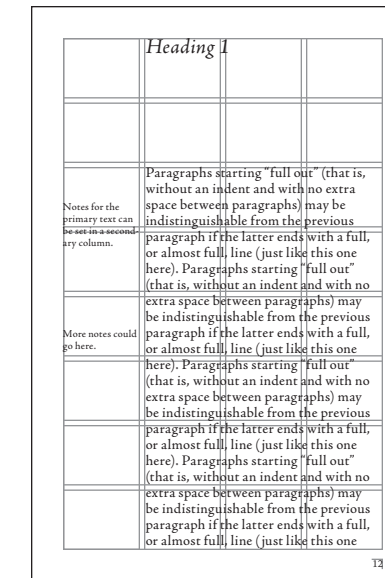 Heading 1
Paragraphs starting “full out” (that is,
without an indent and with no extra
space between paragraphs) may be
indistinguishable from the previous
paragraph if the latter ends with a full,
or almost full, line (just like this one
here). Paragraphs starting “full out”
(that is, without an indent and with no
extra space between paragraphs) may
be indistinguishable from the previous
paragraph if the latter ends with a full,
or almost full, line (just like this one
here). Paragraphs starting “full out”
(that is, without an indent and with no
extra space between paragraphs) may
be indistinguishable from the previous
paragraph if the latter ends with a full,
or almost full, line (just like this one
here). Paragraphs starting “full out”
(that is, without an indent and with no
extra space between paragraphs) may
be indistinguishable from the previous
paragraph if the latter ends with a full,
or almost full, line (just like this one
Notes for the
primary text can
be set in a second-
ary column.
More notes could
go here.